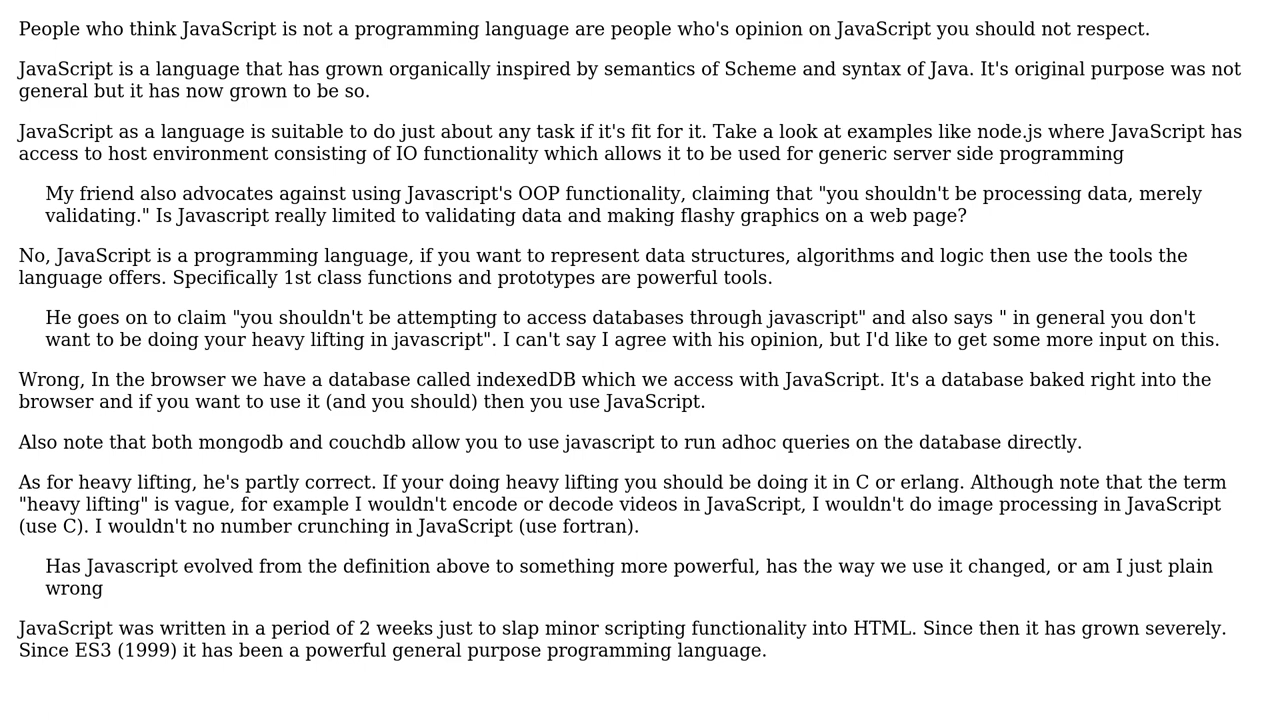 People who think JavaScript is not a programming language are people who's opinion on JavaScript you should not respect.
JavaScript is a language that has grown organically inspired by semantics of Scheme and syntax of Java. It's original purpose was not
general but it has now grown to be so.
JavaScript as a language is suitable to do just about any task if it's fit for it. Take a look at examples like node.js where JavaScript has
access to host environment consisting of IO functionality which allows it to be used for generic server side programming
My friend also advocates against using Javascript's OOP functionality, claiming that "you shouldn't be processing data, merely
validating." Is Javascript really limited to validating data and making flashy graphics on a web page?
No, JavaScript is a programming language, if you want to represent data structures, algorithms and logic then use the tools the
language offers. Specifically 1st class functions and prototypes are powerful tools.
He goes on to claim "you shouldn't be attempting to access databases through javascript" and also says " in general you don't
want to be doing your heavy lifting in javascript". I can't say I agree with his opinion, but I'd like to get some more input on this.
Wrong, In the browser we have a database called indexedDB which we access with JavaScript. It's a database baked right into the
browser and if you want to use it (and you should) then you use JavaScript.
Also note that both mongodb and couchdb allow you to use javascript to run adhoc queries on the database directly.
As for heavy lifting, he's partly correct. If your doing heavy lifting you should be doing it in C or erlang. Although note that the term
"heavy lifting" is vague, for example I wouldn't encode or decode videos in JavaScript, I wouldn't do image processing in JavaScript
(use C). I wouldn't no number crunching in JavaScript (use fortran).
Has Javascript evolved from the definition above to something more powerful, has the way we use it changed, or am I just plain
wrong
JavaScript was written in a period of 2 weeks just to slap minor scripting functionality into HTML. Since then it has grown severely.
Since ES3 (1999) it has been a powerful general purpose programming language.